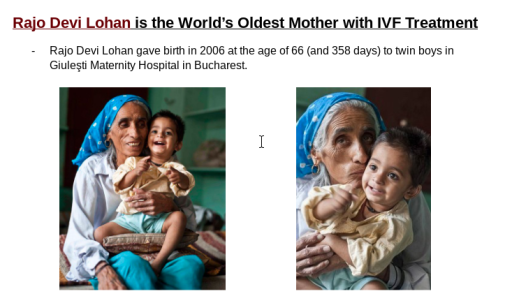 Rajo Devi Lohan is the World’s Oldest Mother with IVF Treatment
- Rajo Devi Lohan gave birth in 2006 at the age of 66 (and 358 days) to twin boys in
Giuleşti Maternity Hospital in Bucharest.